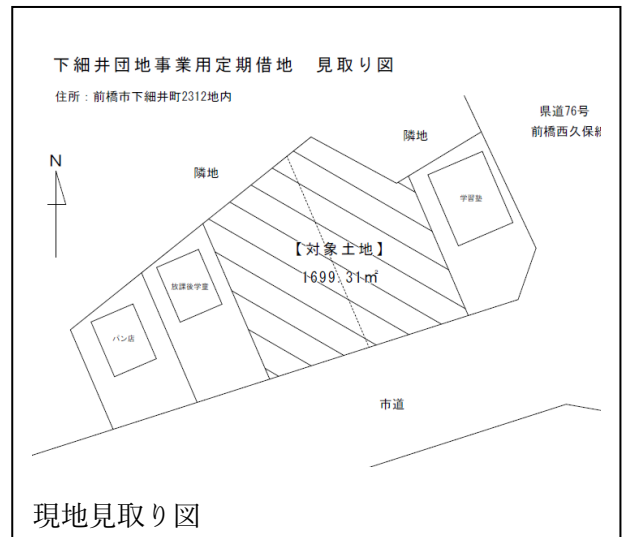 下細井団地事業用定期借地 見取り図
住所：前橋市下細井町2312地内
県道76号
前橋西久保
隣地
隣地
N
学習塾
【対象土地】
1699.31㎡
放課後学童
パン店
市道
現地見取り図